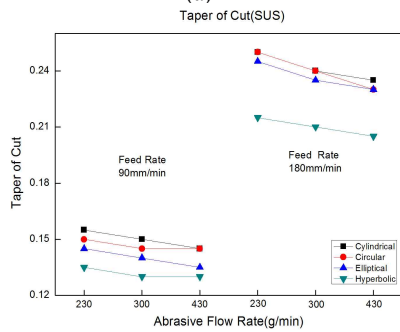 Taper of Cut(SUS)
0.24
0.21
0.18
0.15
0.12
Taper of Cut
Feed Rate
90mm/min
Feed Rate
180mm/min
Cylindrical
Circular
Elliptical
Hyperbolic
230 300 430 230 300 430
Abrasive Flow Rate(g/min)